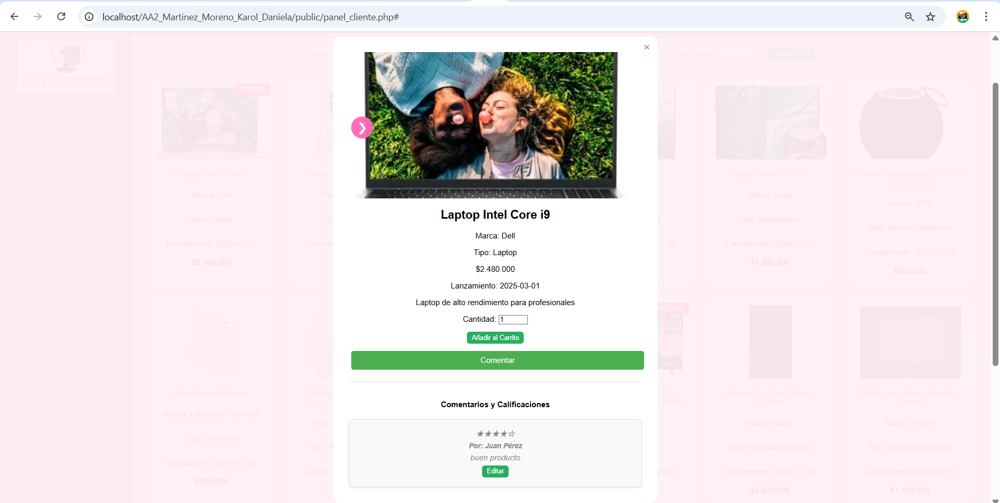 localhost/AA2_Martinez_Moreno_Karol_Daniela/public/panel_cliente.php#
Buscar
Precio máximo
Limpiar filtros
DM SMART STORE
Inicio
Dispositivos
Ofertas
Mis Pedidos
Carrito
Contacto
OFERTA
Laptop Intel Core i9
Marca: Dell
Tipo: Laptop
Lanzamiento: 2025-03-01
$2.480.000
Oppo Reno 12 F 5G
Marca: Oppo
Tipo: Smartphone
Lanzamiento: 2024-11-10
$1.500.000
Parlante Inalámbrico VTA 25W
Sphere Beat
Marca: VTA
Tipo: Altavoz Inteligente
Lanzamiento: 2023-05-05
$500.000
Estación Inteligente
Marca: LifeSmart Colombia
Tipo: Domótica
Lanzamiento: 2024-01-20
$350.000
OFERTA
Nevera No Frost Brutos
Grafito
Marca: Mabe
Tipo: Electrodomésticos
Lanzamiento: 2023-10-10
$2.800.000
Estufa con Horno Haceb 4
Puestos
Marca: Haceb
Tipo: Electrodomésticos
Lanzamiento: 2023-08-15
$1.100.000
×
❯
Laptop Intel Core i9
Marca: Dell
Tipo: Laptop
$2.480.000
Lanzamiento: 2025-03-01
Laptop de alto rendimiento para profesionales
Cantidad: 1
Añadir al Carrito
Comentar
Comentarios y Calificaciones
★★★★☆
Por: Juan Pérez
buen producto
Editar